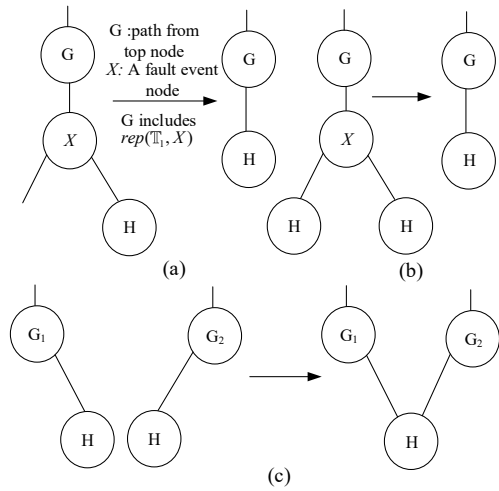 G
G :path from
top node
X: A fault event
node
G includes
rep(𝕋₁, X)
X
H
G
H
(a)
G
X
H
H
G
H
(b)
G₁
H
G₂
H
G₁
G₂
H
(c)